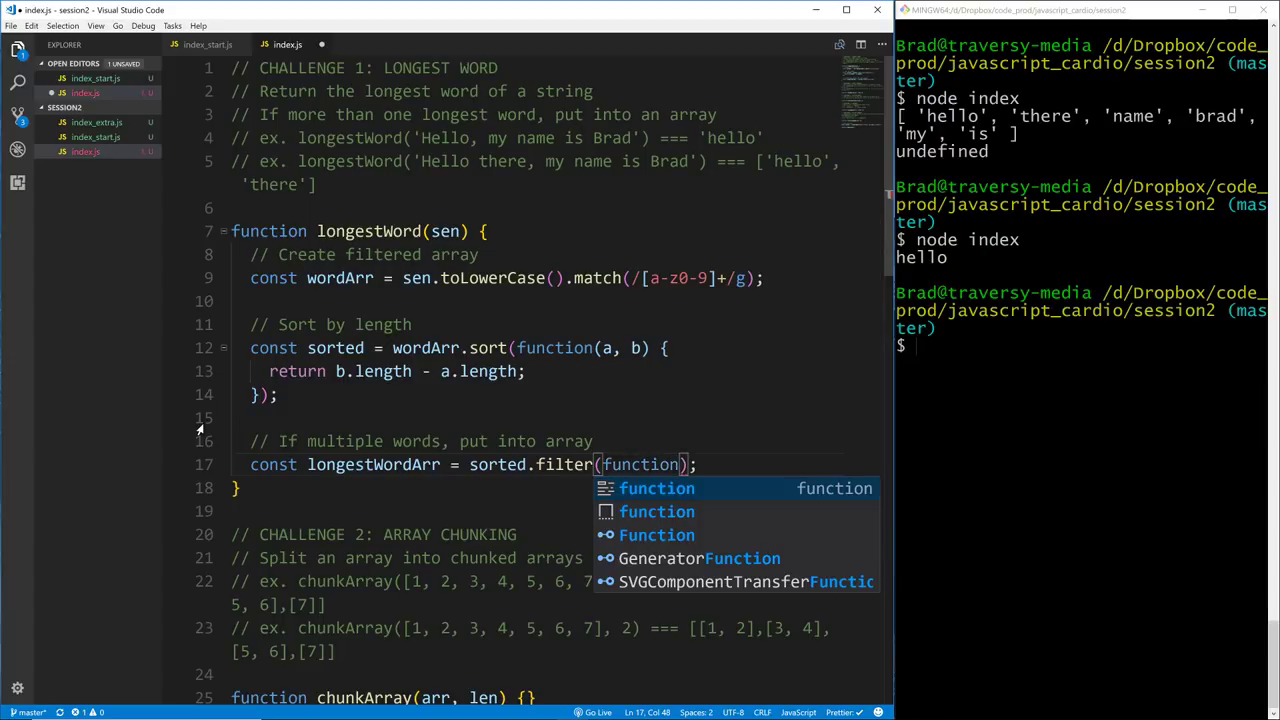 index.js - session2 - Visual Studio Code
File Edit Selection View Go Debug Tasks Help
EXPLORER
OPEN EDITORS 1 UNSAVED
index_start.js U
index.js 1, U
SESSION2
index_extra.js U
index_start.js U
index.js 1, U
index_start.js index.js
1 // CHALLENGE 1: LONGEST WORD
2 // Return the longest word of a string
3 // If more than one longest word, put into an array
4 // ex. longestWord('Hello, my name is Brad') === 'hello'
5 // ex. longestWord('Hello there, my name is Brad') === ['hello',
'there']
6
7 function longestWord(sen) {
8 // Create filtered array
9 const wordArr = sen.toLowerCase().match(/[a-z0-9]+/g);
10
11 // Sort by length
12 const sorted = wordArr.sort(function(a, b) {
13 return b.length - a.length;
14 });
15
16 // If multiple words, put into array
17 const longestWordArr = sorted.filter(function);
18 }
function function
function
Function
GeneratorFunction
SVGComponentTransferFunctic
19
20 // CHALLENGE 2: ARRAY CHUNKING
21 // Split an array into chunked arrays
22 // ex. chunkArray([1, 2, 3, 4, 5, 6, 7
5, 6],[7]]
23 // ex. chunkArray([1, 2, 3, 4, 5, 6, 7], 2) === [[1, 2],[3, 4],
[5, 6],[7]]
24
25 function chunkArray(arr, len) {}
master* 1 0 Go Live Ln 17, Col 48 Spaces: 2 UTF-8 CRLF JavaScript Prettier: ✓
MINGW64:/d/Dropbox/code_prod/javascript_cardio/session2
Brad@traversy-media /d/Dropbox/code_
prod/javascript_cardio/session2 (mas
ter)
$ node index
[ 'hello', 'there', 'name', 'brad',
'my', 'is' ]
undefined
Brad@traversy-media /d/Dropbox/code_
prod/javascript_cardio/session2 (mas
ter)
$ node index
hello
Brad@traversy-media /d/Dropbox/code_
prod/javascript_cardio/session2 (mas
ter)
$